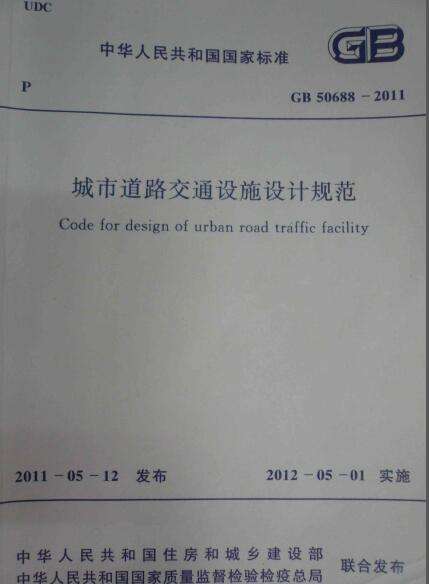 UDC
中华人民共和国国家标准
GB
P
GB 50688-2011
城市道路交通设施设计规范
Code for design of urban road traffic facility
2011-05-12 发布
2012-05-01 实施
中华人民共和国住房和城乡建设部
中华人民共和国国家质量监督检验检疫总局
联合发布